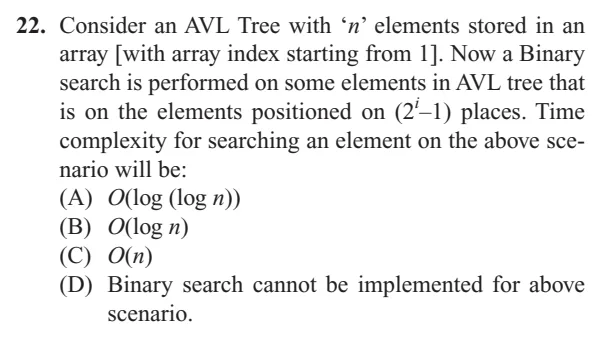 22. Consider an AVL Tree with ‘n’ elements stored in an
array [with array index starting from 1]. Now a Binary
search is performed on some elements in AVL tree that
is on the elements positioned on (2^i–1) places. Time
complexity for searching an element on the above sce-
nario will be:
(A) O(log (log n))
(B) O(log n)
(C) O(n)
(D) Binary search cannot be implemented for above
scenario.